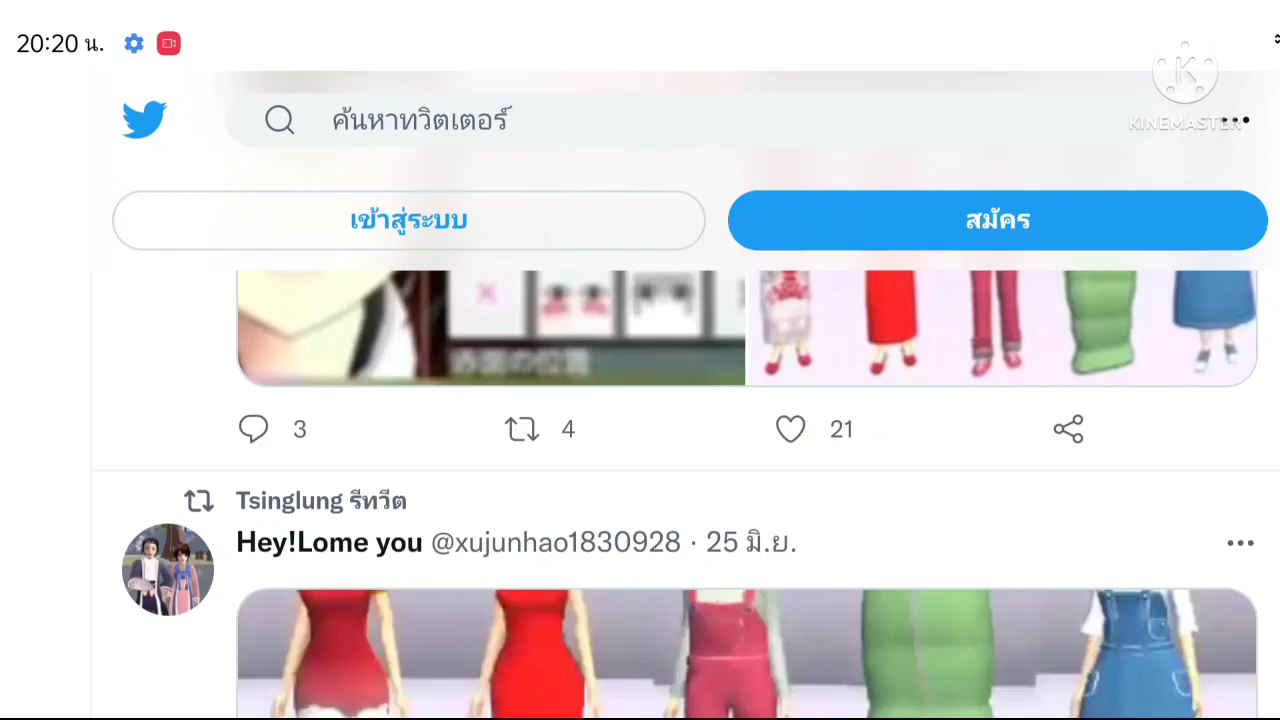 20:20 น.
ค้นหาทวิตเตอร์
KINEMASTER
เข้าสู่ระบบ
สมัคร
3
4
21
Tsinglung รีทวีต
Hey!Lome you @xujunhao1830928 · 25 มิ.ย.